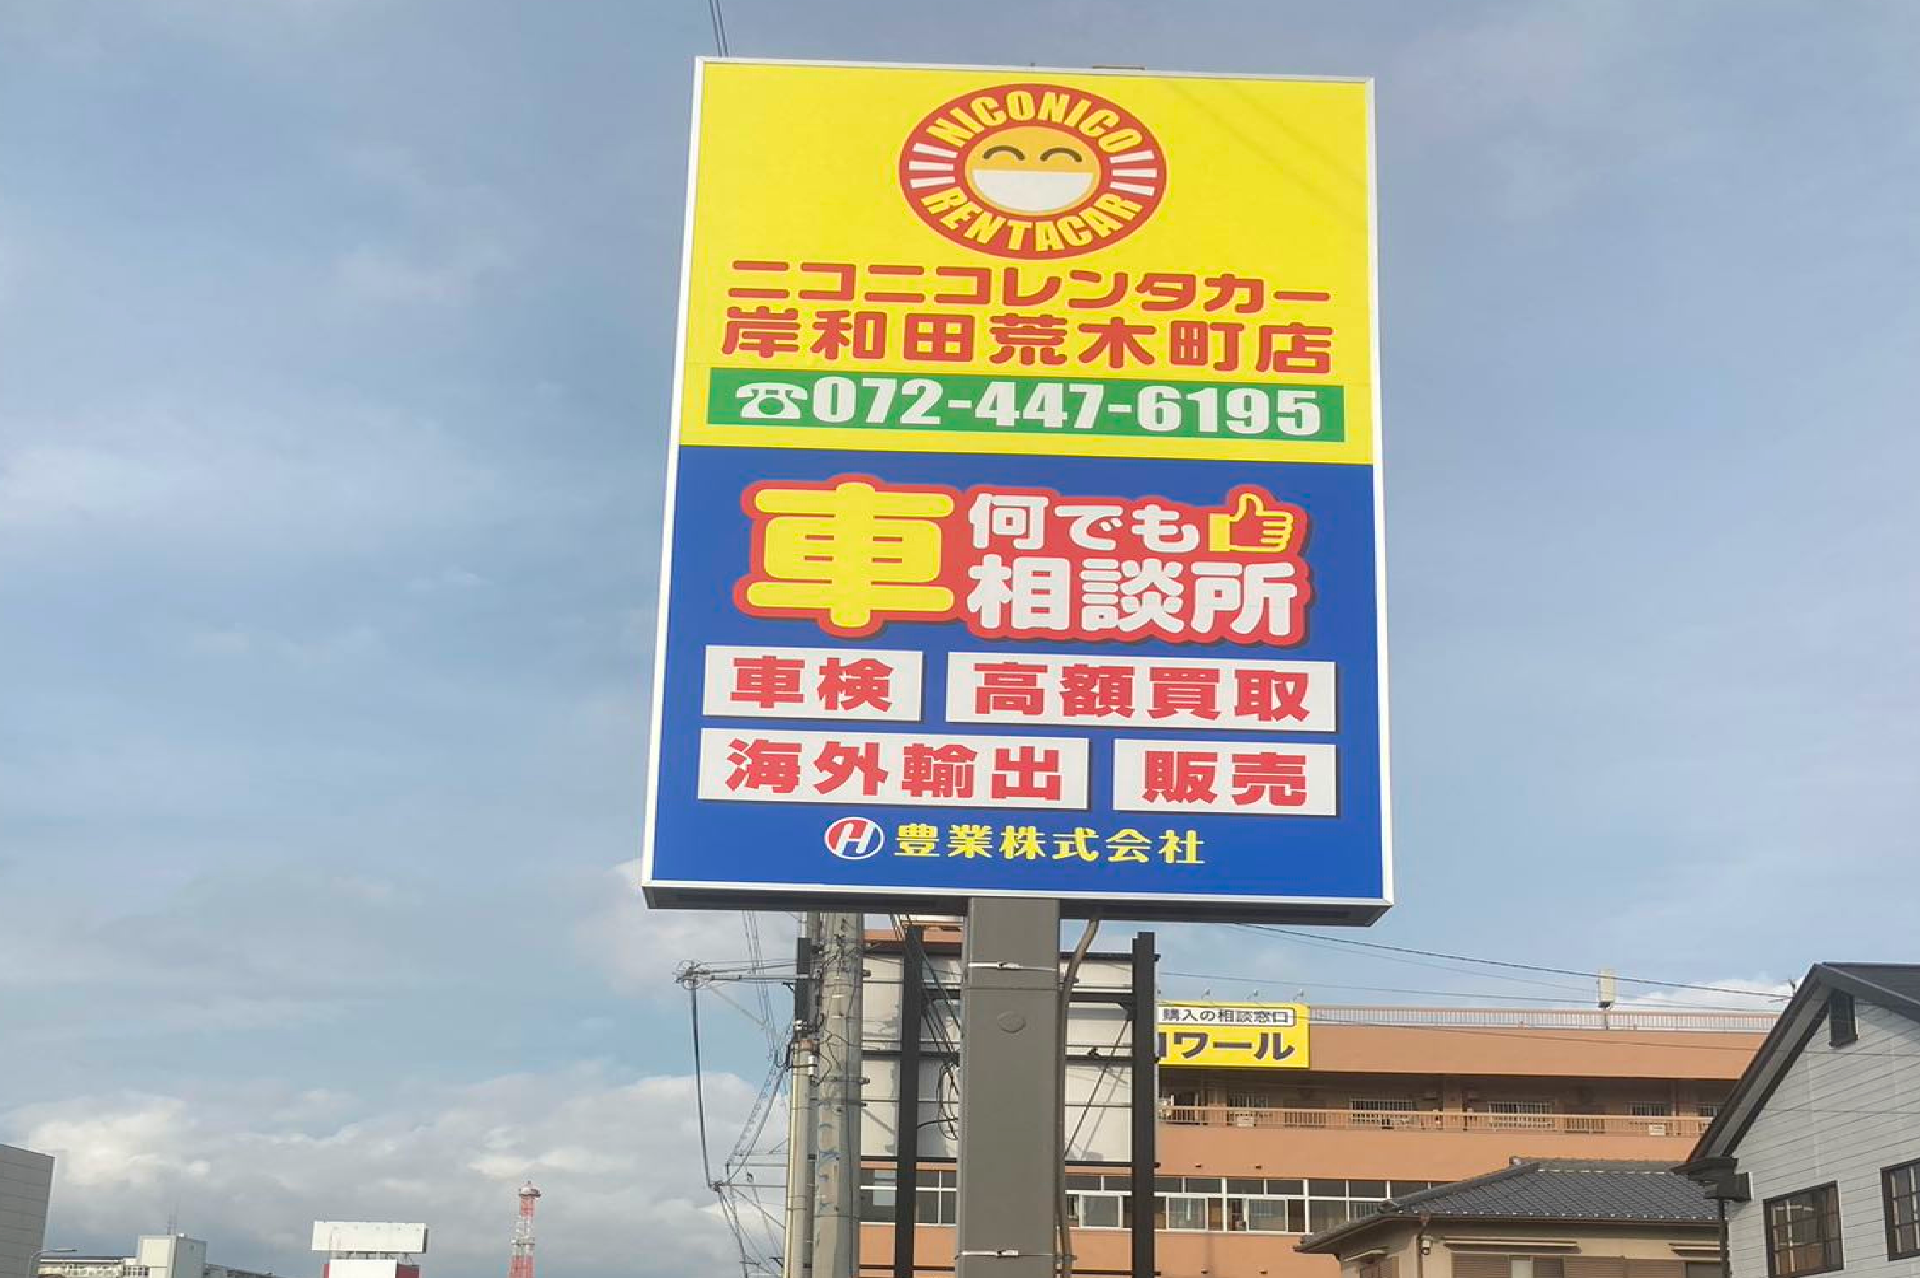 NICONICO
RENTACAR
ニコニコレンタカー
岸和田荒木町店
☎072-447-6195
車何でも
相談所
車検 高額買取
海外輸出 販売
H 豊業株式会社
購入の相談窓口
ワール